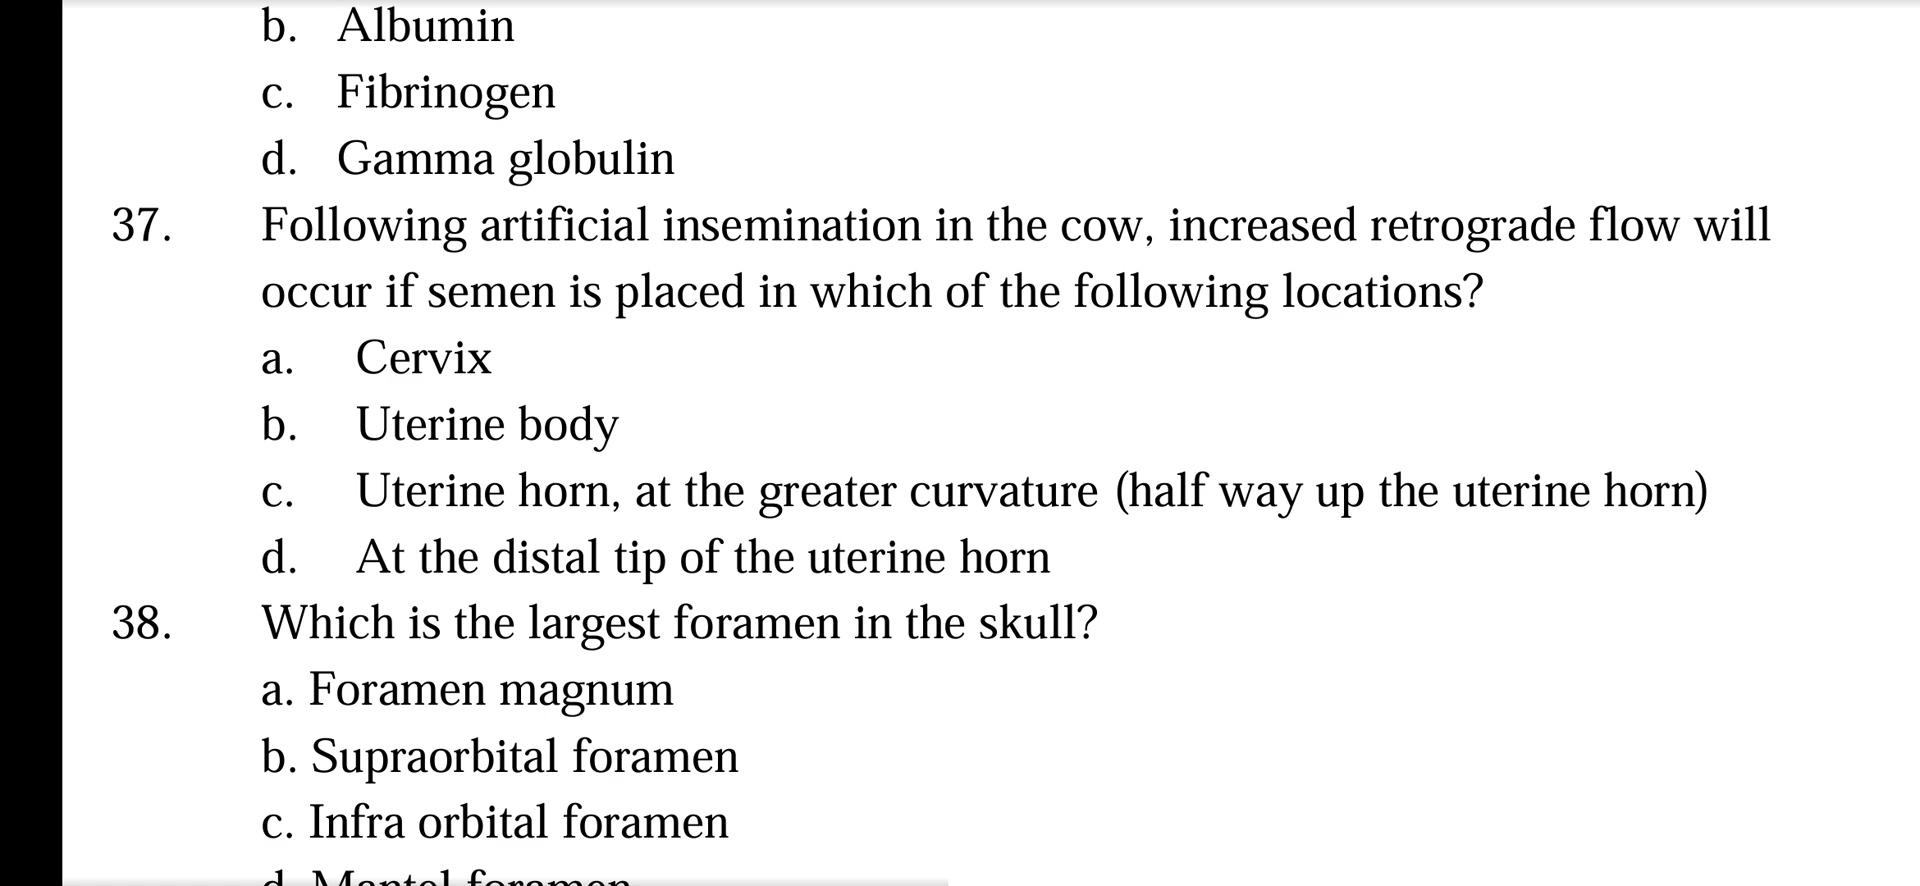 b. Albumin
c. Fibrinogen
d. Gamma globulin
37. Following artificial insemination in the cow, increased retrograde flow will
occur if semen is placed in which of the following locations?
a. Cervix
b. Uterine body
c. Uterine horn, at the greater curvature (half way up the uterine horn)
d. At the distal tip of the uterine horn
38. Which is the largest foramen in the skull?
a. Foramen magnum
b. Supraorbital foramen
c. Infra orbital foramen
d. Mantel foramen